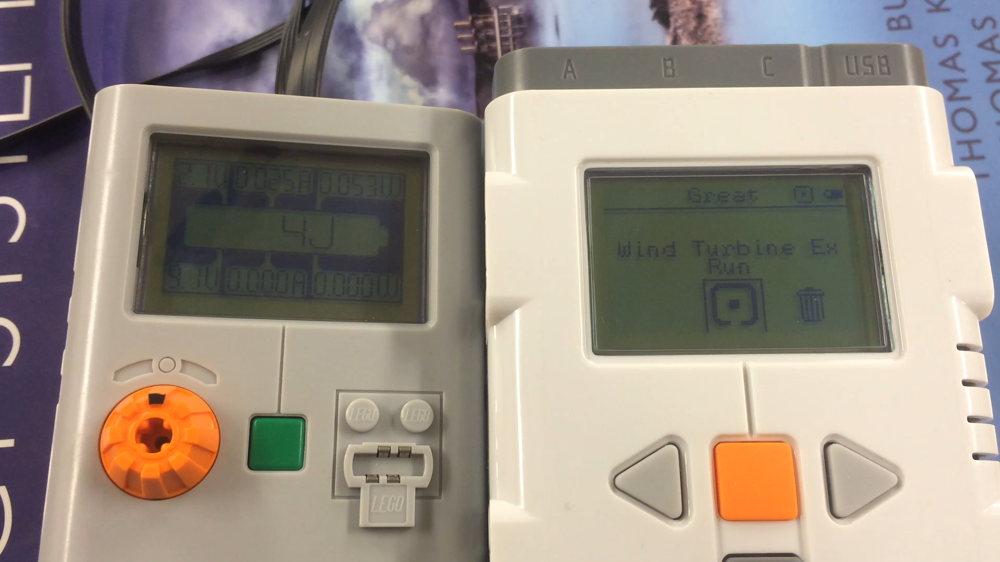 A B C USB
2.1V 0.025A 0.053W
4J
9.1V 0.000A 0.000W
Great
Wind Turbine Ex
Run
LEGO LEGO
LEGO
THOMAS